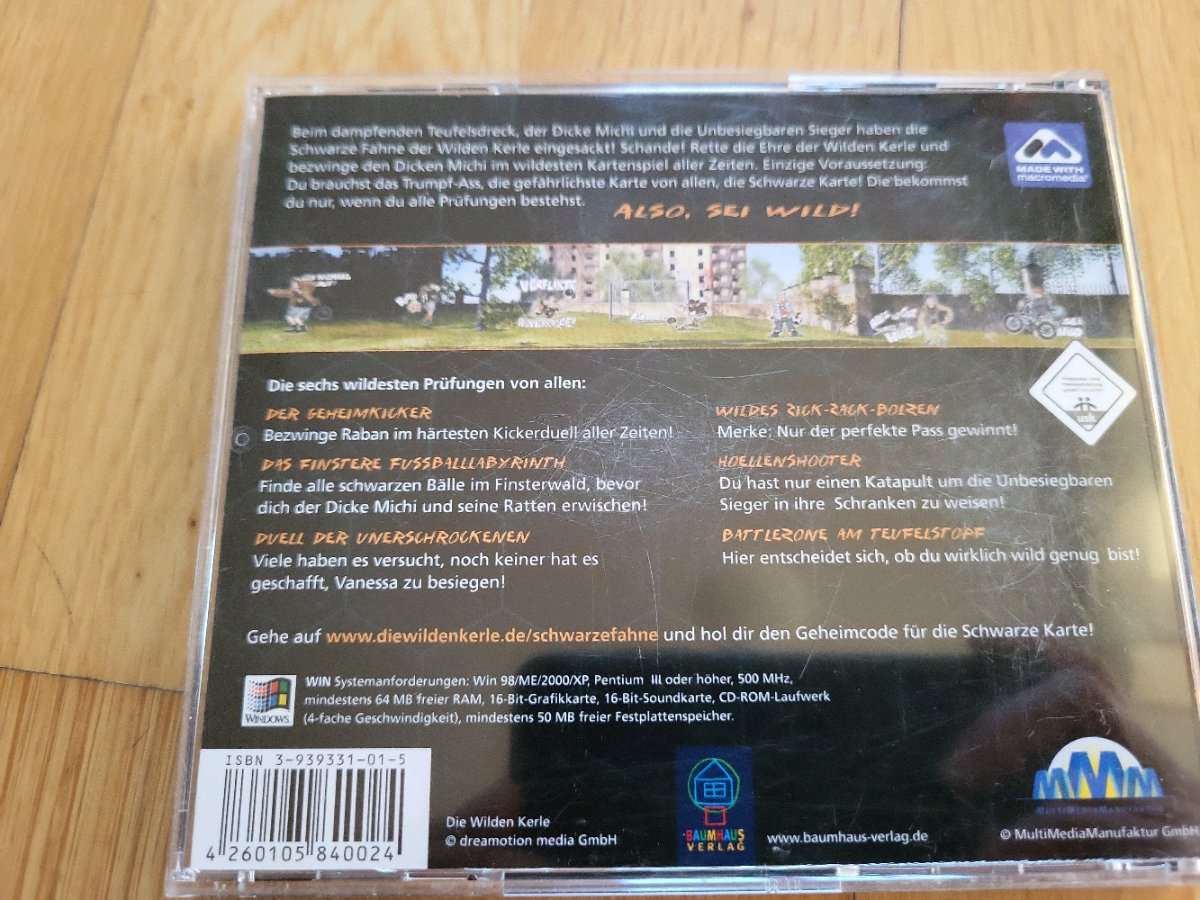 Beim dampfenden Teufelsdreck, der Dicke Michi und die Unbesiegbaren Sieger haben die
Schwarze Fahne der Wilden Kerle eingesackt! Schande! Rette die Ehre der Wilden Kerle und
bezwinge den Dicken Michi im wildesten Kartenspiel aller Zeiten. Einzige Voraussetzung:
Du brauchst das Trumpf-Ass, die gefährlichste Karte von allen, die Schwarze Karte! Die bekommst
du nur, wenn du alle Prüfungen bestehst.
ALSO, SEI WILD!
MADE WITH
macromedia
Die sechs wildesten Prüfungen von allen:
DER GEHEIMKICKER
Bezwinge Raban im härtesten Kickerduell aller Zeiten!
DAS FINSTERE FUSSBALLLABYRINTH
Finde alle schwarzen Bälle im Finsterwald, bevor
dich der Dicke Michi und seine Ratten erwischen!
DUELL DER UNERSCHROCKENEN
Viele haben es versucht, noch keiner hat es
geschafft, Vanessa zu besiegen!
WILDES ZICK-ZACK-BOLZEN
Merke: Nur der perfekte Pass gewinnt!
HOELLENSHOOTER
Du hast nur einen Katapult um die Unbesiegbaren
Sieger in ihre Schranken zu weisen!
BATTLEZONE AM TEUFELSTOPF
Hier entscheidet sich, ob du wirklich wild genug bist!
usk
Gehe auf www.diewildenkerle.de/schwarzefahne und hol dir den Geheimcode für die Schwarze Karte!
WINDOWS
WIN Systemanforderungen: Win 98/ME/2000/XP, Pentium III oder höher, 500 MHz,
mindestens 64 MB freier RAM, 16-Bit-Grafikkarte, 16-Bit-Soundkarte, CD-ROM-Laufwerk
(4-fache Geschwindigkeit), mindestens 50 MB freier Festplattenspeicher.
ISBN 3-939331-01-5
4 260105 840024
Die Wilden Kerle
© dreamotion media GmbH
BAUMHAUS
VERLAG
www.baumhaus-verlag.de
MMM
MULTIMEDIAMANUFAKTUR
© MultiMediaManufaktur GmbH